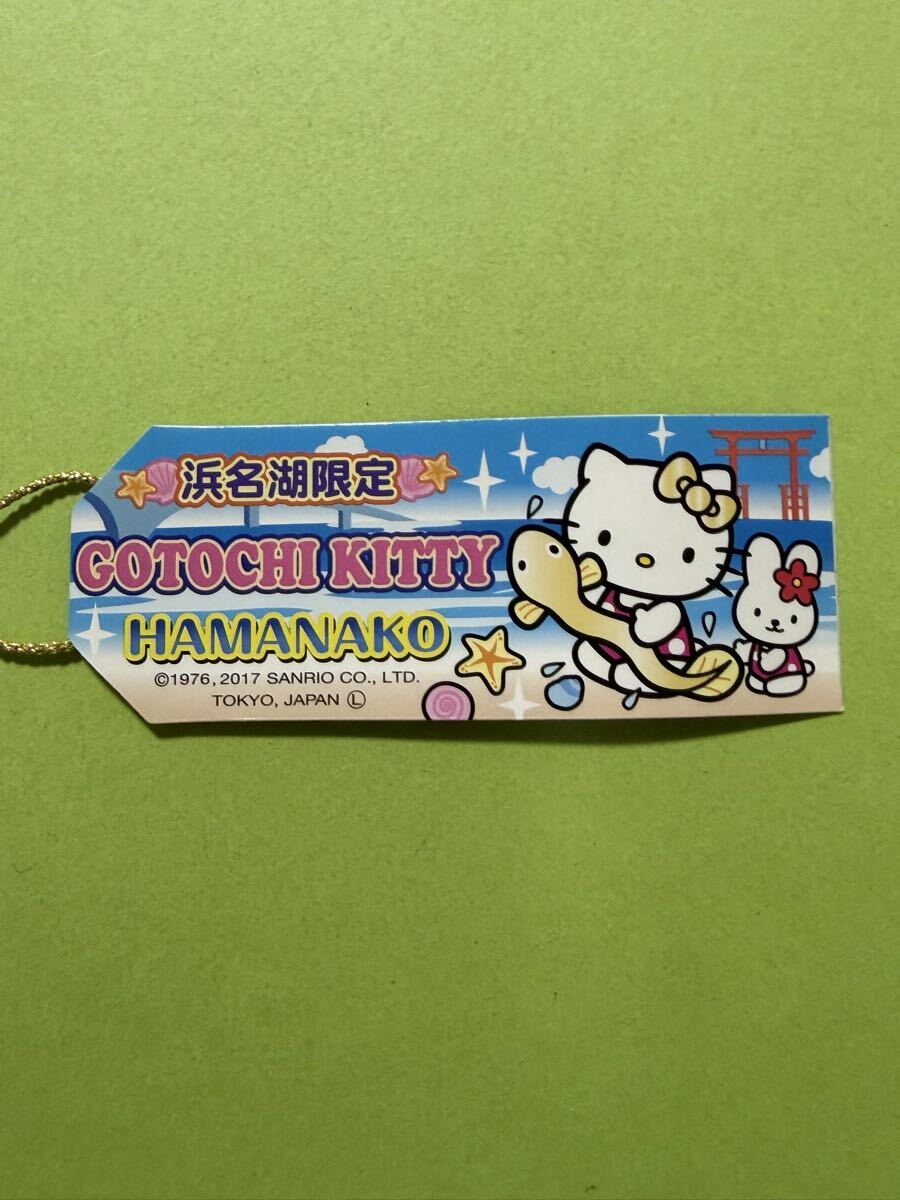 浜名湖限定
GOTOCHI KITTY
HAMANAKO
©1976, 2017 SANRIO CO., LTD.
TOKYO, JAPAN Ⓛ